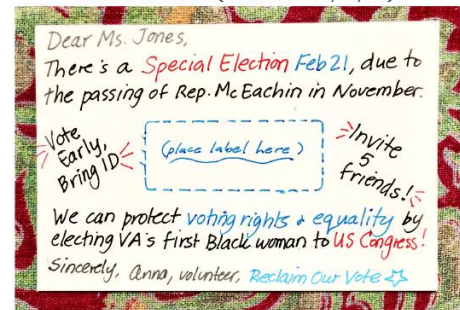 Dear Ms. Jones,
There's a Special Election Feb 21, due to
the passing of Rep. McEachin in November.
Vote
Early,
Bring ID
(place label here)
Invite
5
friends!
We can protect voting rights & equality by
electing VA's first Black woman to US Congress!
Sincerely, Anna, volunteer, Reclaim Our Vote